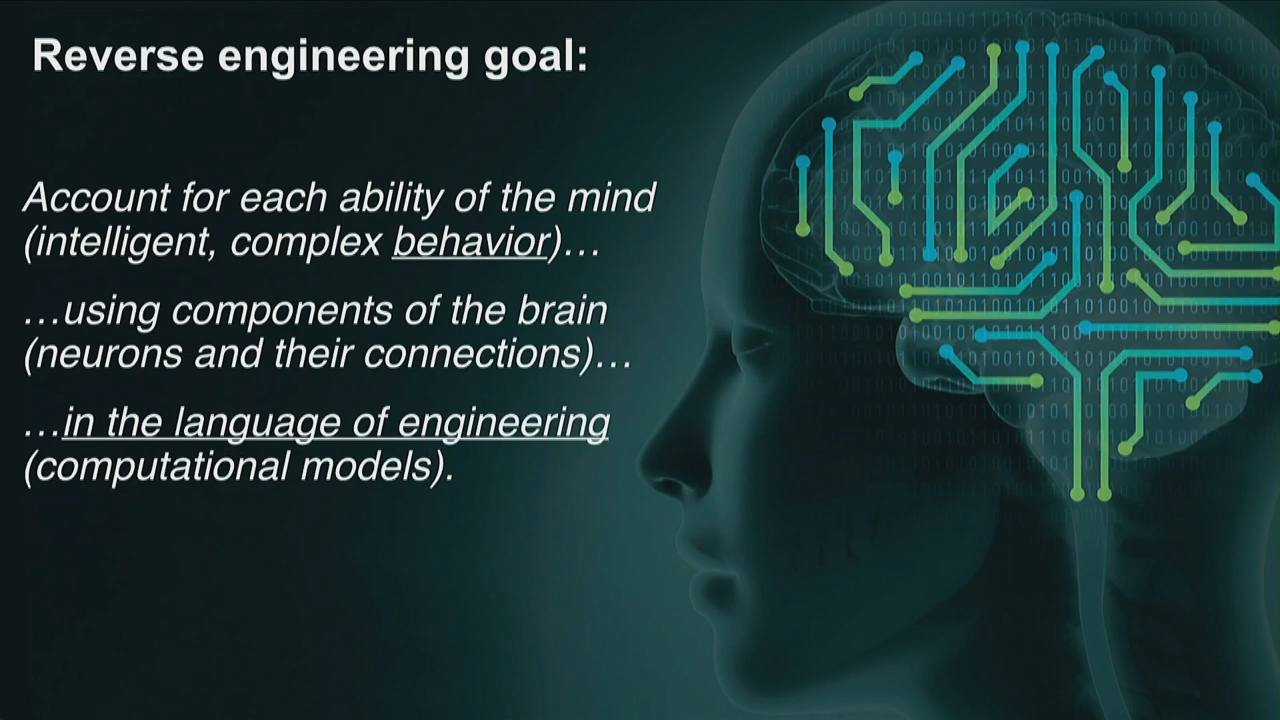 Reverse engineering goal:
Account for each ability of the mind
(intelligent, complex behavior)…
…using components of the brain
(neurons and their connections)…
…in the language of engineering
(computational models).